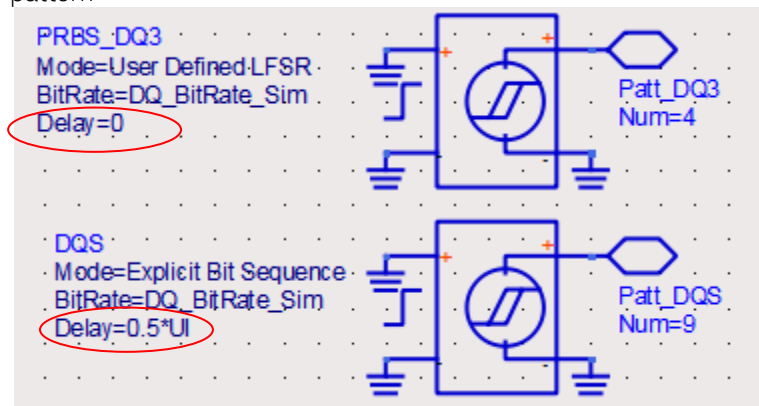 pattern
PRBS_DQ3
Mode=User Defined LFSR
BitRate=DQ_BitRate_Sim
Delay=0
Patt_DQ3
Num=4
DQS
Mode=Explicit Bit Sequence
BitRate=DQ_BitRate_Sim
Delay=0.5*UI
Patt_DQS
Num=9